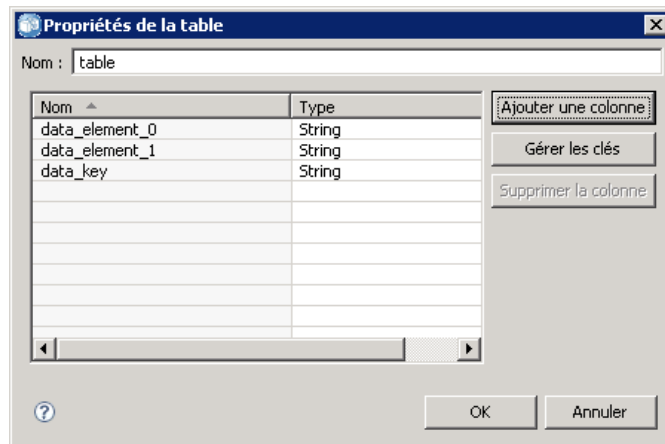 Propriétés de la table
Nom : table
Nom Type
data_element_0 String
data_element_1 String
data_key String
Ajouter une colonne
Gérer les clés
Supprimer la colonne
?
OK Annuler